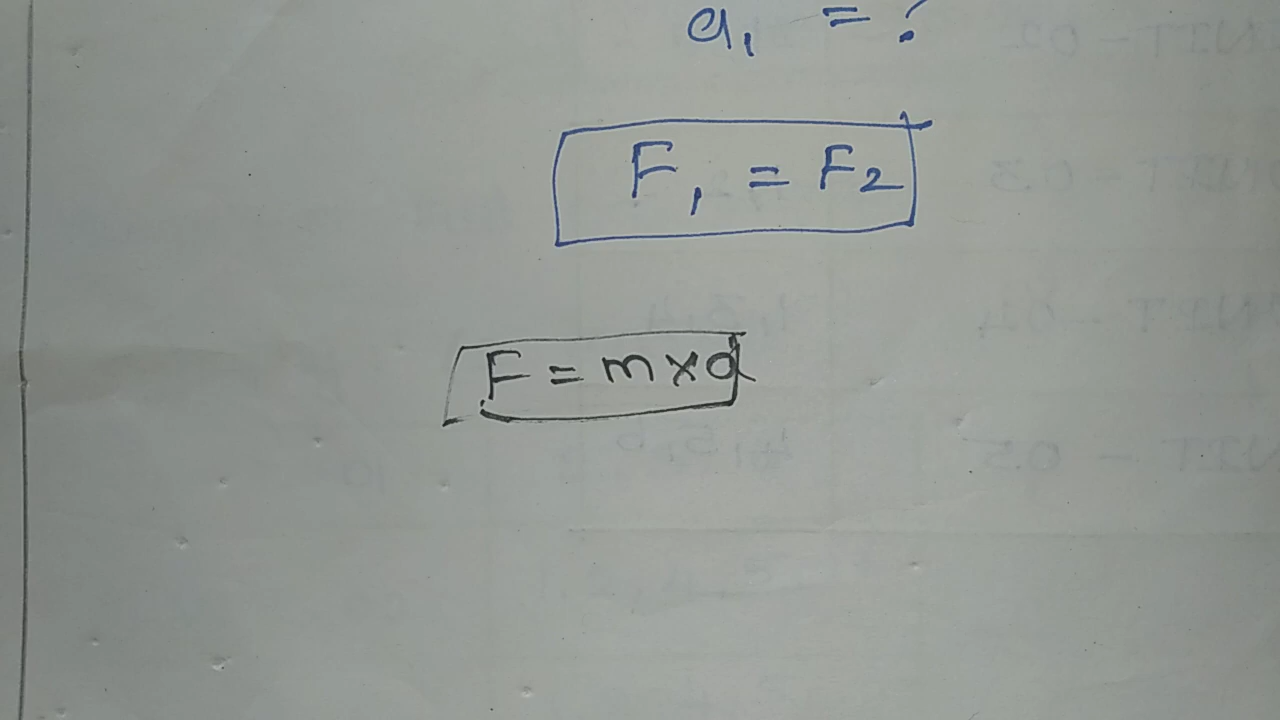 a₁ = ?
F₁ = F₂
F = m×a